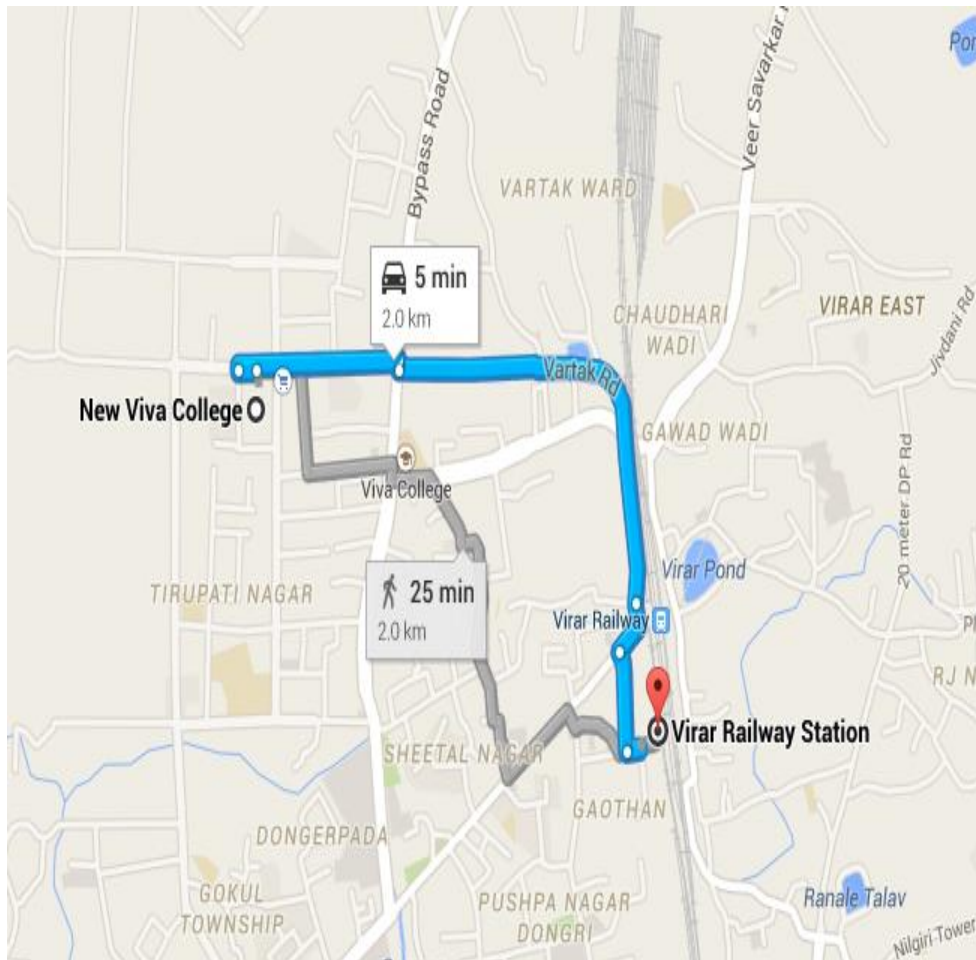 Por
Veer Savarkar
Bypass Road
VARTAK WARD
5 min
2.0 km
CHAUDHARI
WADI
VIRAR EAST
Jivdani Rd
Vartak Rd
New Viva College
GAWAD WADI
Viva College
20 meter DP Rd
Virar Pond
TIRUPATI NAGAR
25 min
2.0 km
Virar Railway
RJ N
Virar Railway Station
SHEETAL NAGAR
GAOTHAN
DONGERPADA
GOKUL
TOWNSHIP
PUSHPA NAGAR
DONGRI
Ranale Talav
Nilgiri Tower